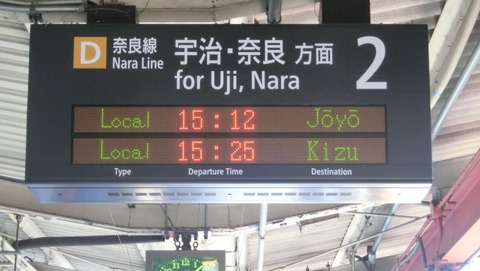 D 奈良線 宇治・奈良 方面 2
Nara Line for Uji, Nara
Local 15:12 Jōyō
Local 15:25 Kizu
Type Departure Time Destination